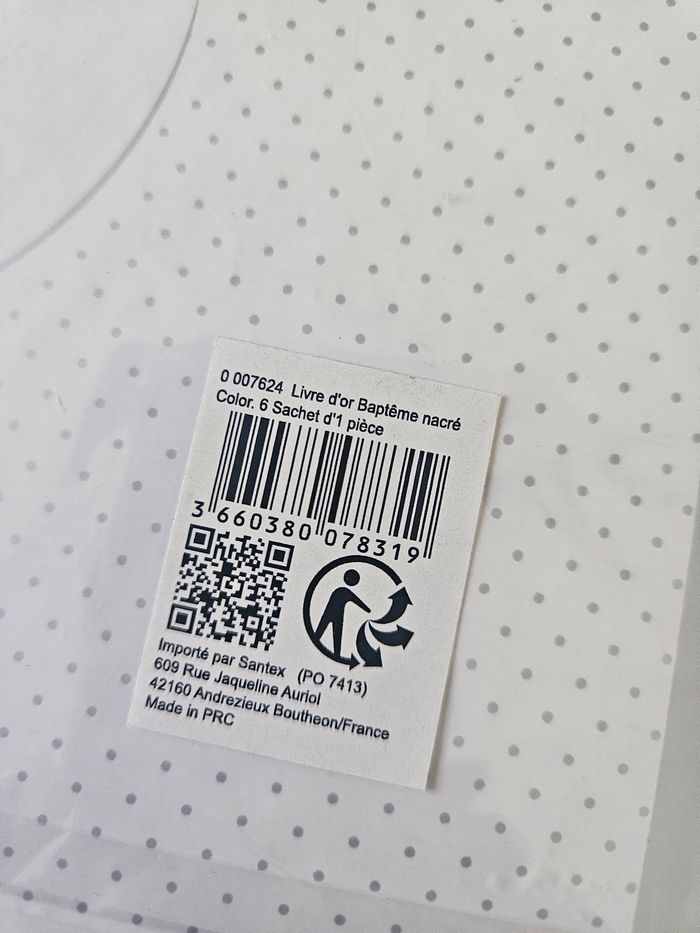 0 007624 Livre d'or Baptême nacré
Color. 6 Sachet d'1 pièce
3 660380 078319
Importé par Santex (PO 7413)
609 Rue Jaqueline Auriol
42160 Andrezieux Boutheon/France
Made in PRC